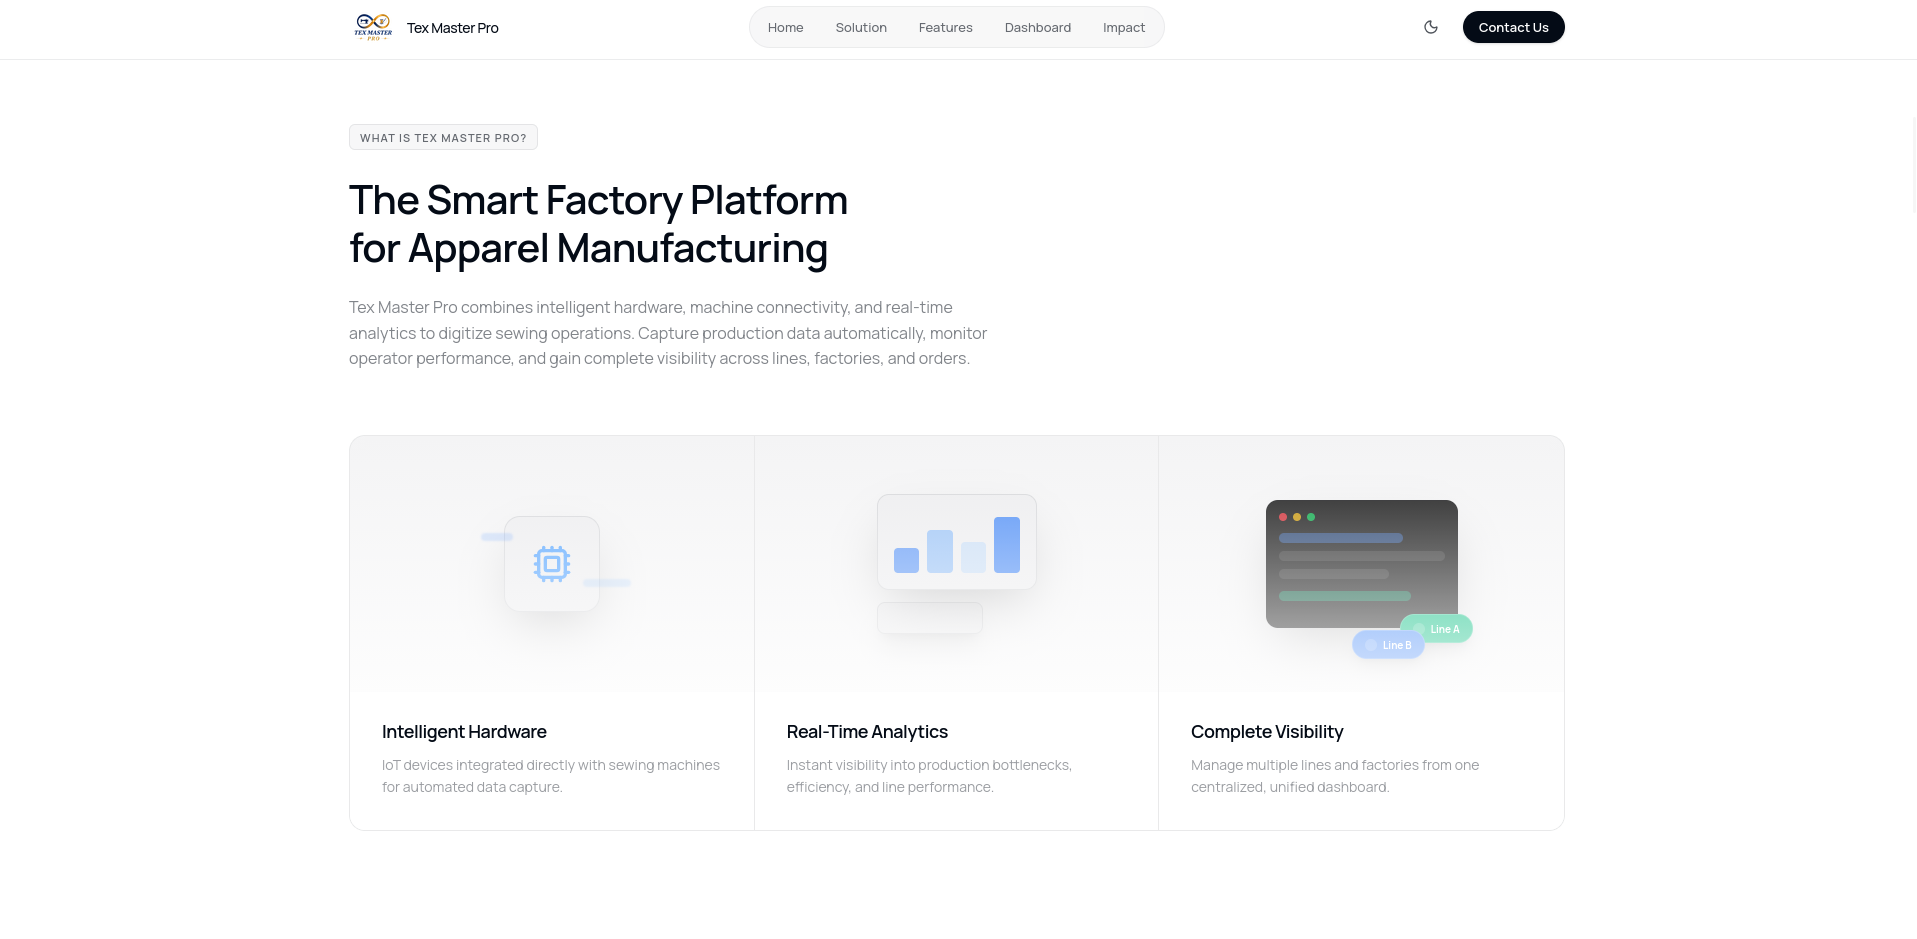 TEX MASTER
PRO
Tex Master Pro
Home
Solution
Features
Dashboard
Impact
Contact Us
WHAT IS TEX MASTER PRO?
The Smart Factory Platform
for Apparel Manufacturing
Tex Master Pro combines intelligent hardware, machine connectivity, and real-time
analytics to digitize sewing operations. Capture production data automatically, monitor
operator performance, and gain complete visibility across lines, factories, and orders.
Line A
Line B
Intelligent Hardware
IoT devices integrated directly with sewing machines
for automated data capture.
Real-Time Analytics
Instant visibility into production bottlenecks,
efficiency, and line performance.
Complete Visibility
Manage multiple lines and factories from one
centralized, unified dashboard.